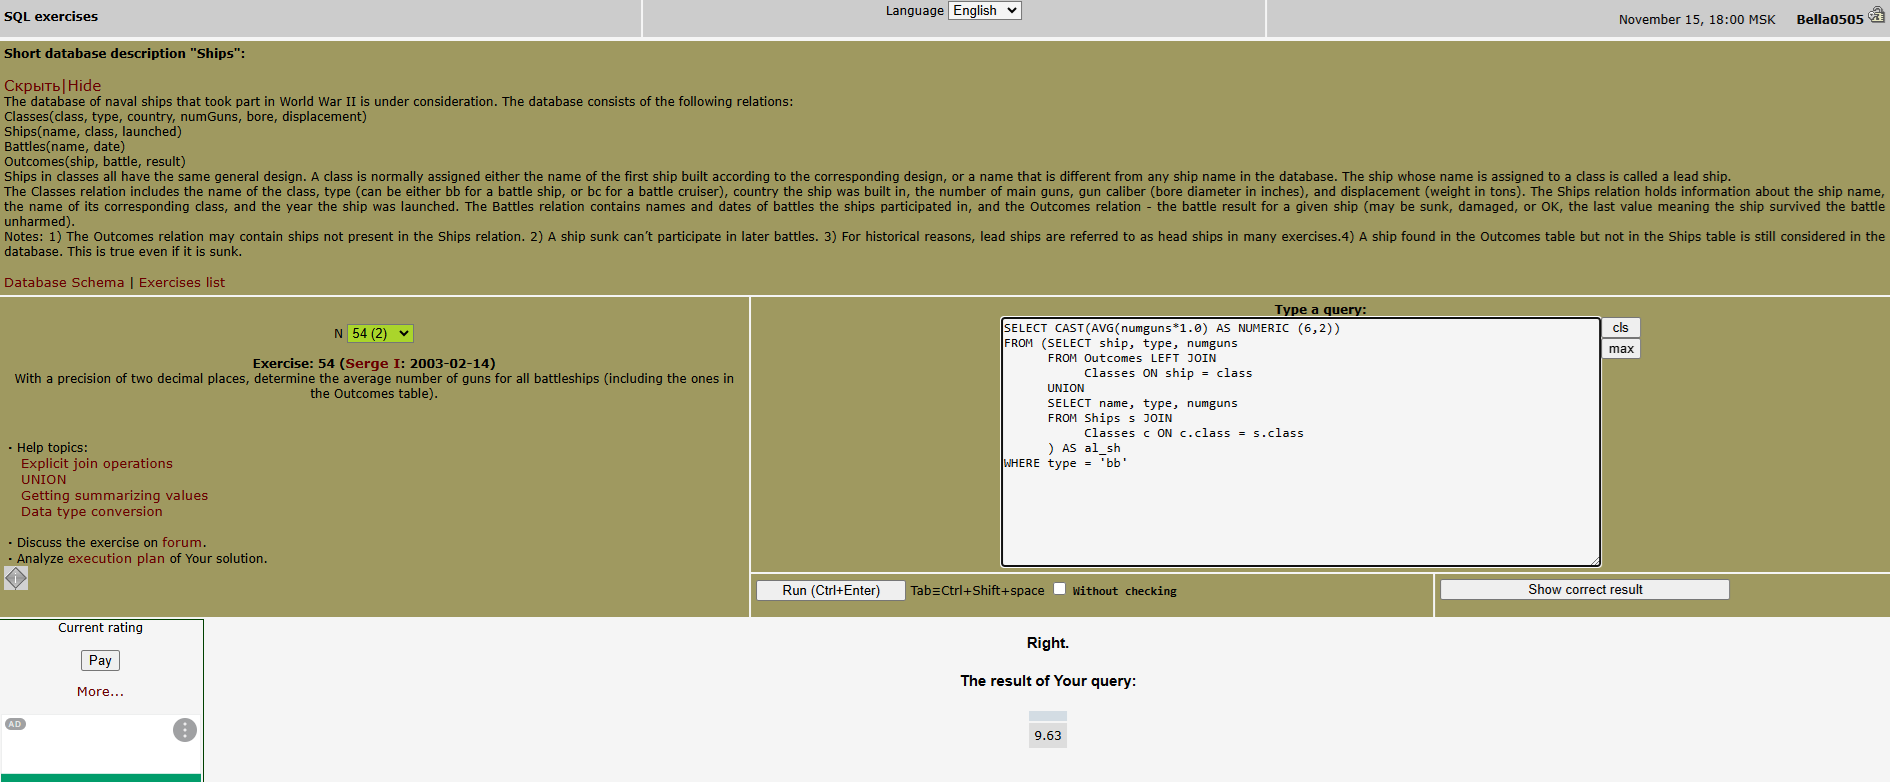 SQL exercises
Language English
November 15, 18:00 MSK Bella0505
Short database description "Ships":
Скрыть|Hide
The database of naval ships that took part in World War II is under consideration. The database consists of the following relations:
Classes(class, type, country, numGuns, bore, displacement)
Ships(name, class, launched)
Battles(name, date)
Outcomes(ship, battle, result)
Ships in classes all have the same general design. A class is normally assigned either the name of the first ship built according to the corresponding design, or a name that is different from any ship name in the database. The ship whose name is assigned to a class is called a lead ship.
The Classes relation includes the name of the class, type (can be either bb for a battle ship, or bc for a battle cruiser), country the ship was built in, the number of main guns, gun caliber (bore diameter in inches), and displacement (weight in tons). The Ships relation holds information about the ship name,
the name of its corresponding class, and the year the ship was launched. The Battles relation contains names and dates of battles the ships participated in, and the Outcomes relation - the battle result for a given ship (may be sunk, damaged, or OK, the last value meaning the ship survived the battle
unharmed).
Notes: 1) The Outcomes relation may contain ships not present in the Ships relation. 2) A ship sunk can't participate in later battles. 3) For historical reasons, lead ships are referred to as head ships in many exercises.4) A ship found in the Outcomes table but not in the Ships table is still considered in the
database. This is true even if it is sunk.
Database Schema | Exercises list
N 54 (2)
Exercise: 54 (Serge I: 2003-02-14)
With a precision of two decimal places, determine the average number of guns for all battleships (including the ones in
the Outcomes table).
· Help topics:
Explicit join operations
UNION
Getting summarizing values
Data type conversion
· Discuss the exercise on forum.
· Analyze execution plan of Your solution.
Type a query:
SELECT CAST(AVG(numguns*1.0) AS NUMERIC (6,2))
FROM (SELECT ship, type, numguns
FROM Outcomes LEFT JOIN
Classes ON ship = class
UNION
SELECT name, type, numguns
FROM Ships s JOIN
Classes c ON c.class = s.class
) AS al_sh
WHERE type = 'bb'
cls
max
Run (Ctrl+Enter) Tab≡Ctrl+Shift+space Without checking
Show correct result
Current rating
Pay
More...
AD
Right.
The result of Your query:
9.63